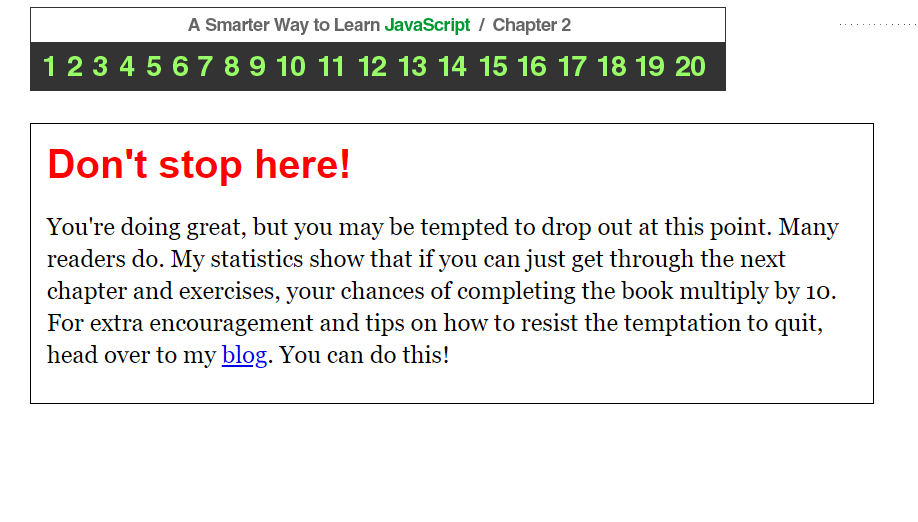 A Smarter Way to Learn JavaScript / Chapter 2
1 2 3 4 5 6 7 8 9 10 11 12 13 14 15 16 17 18 19 20
Don't stop here!
You're doing great, but you may be tempted to drop out at this point. Many
readers do. My statistics show that if you can just get through the next
chapter and exercises, your chances of completing the book multiply by 10.
For extra encouragement and tips on how to resist the temptation to quit,
head over to my blog. You can do this!